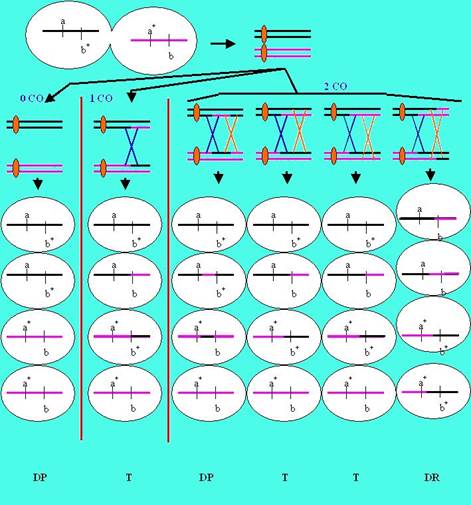 a a⁺
b⁺ b
0 CO 1 CO 2 CO
a a a a a a
b⁺ b⁺ b⁺ b⁺ b⁺ b
a a a a a a
b⁺ b b⁺ b b b
a⁺ a⁺ a⁺ a⁺ a⁺ a⁺
b b⁺ b b⁺ b⁺ b⁺
a⁺ a⁺ a⁺ a⁺ a⁺ a⁺
b b b b b b⁺
DP T DP T T DR